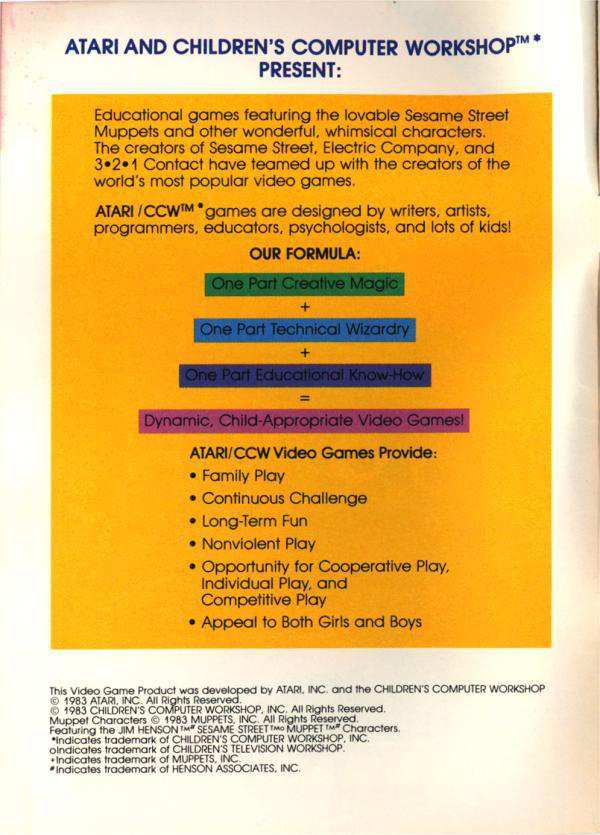 ATARI AND CHILDREN'S COMPUTER WORKSHOP™*
PRESENT:
Educational games featuring the lovable Sesame Street
Muppets and other wonderful, whimsical characters.
The creators of Sesame Street, Electric Company, and
3•2•1 Contact have teamed up with the creators of the
world's most popular video games.
ATARI/CCW™* games are designed by writers, artists,
programmers, educators, psychologists, and lots of kids!
OUR FORMULA:
One Part Creative Magic
+
One Part Technical Wizardry
+
One Part Educational Know-How
=
Dynamic, Child-Appropriate Video Games!
ATARI/CCW Video Games Provide:
• Family Play
• Continuous Challenge
• Long-Term Fun
• Nonviolent Play
• Opportunity for Cooperative Play,
Individual Play, and
Competitive Play
• Appeal to Both Girls and Boys
This Video Game Product was developed by ATARI, INC. and the CHILDREN'S COMPUTER WORKSHOP
© 1983 ATARI, INC. All Rights Reserved.
© 1983 CHILDREN'S COMPUTER WORKSHOP, INC. All Rights Reserved.
Muppet Characters © 1983 MUPPETS, INC. All Rights Reserved.
Featuring the JIM HENSON™# SESAME STREET™o MUPPET™+ Characters.
*Indicates trademark of CHILDREN'S COMPUTER WORKSHOP, INC.
oIndicates trademark of CHILDREN'S TELEVISION WORKSHOP.
+Indicates trademark of MUPPETS, INC.
#Indicates trademark of HENSON ASSOCIATES, INC.